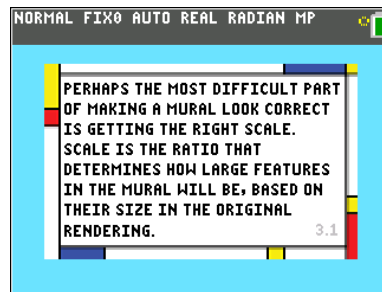 NORMAL FIX0 AUTO REAL RADIAN MP
PERHAPS THE MOST DIFFICULT PART
OF MAKING A MURAL LOOK CORRECT
IS GETTING THE RIGHT SCALE.
SCALE IS THE RATIO THAT
DETERMINES HOW LARGE FEATURES
IN THE MURAL WILL BE, BASED ON
THEIR SIZE IN THE ORIGINAL
RENDERING.
3.1